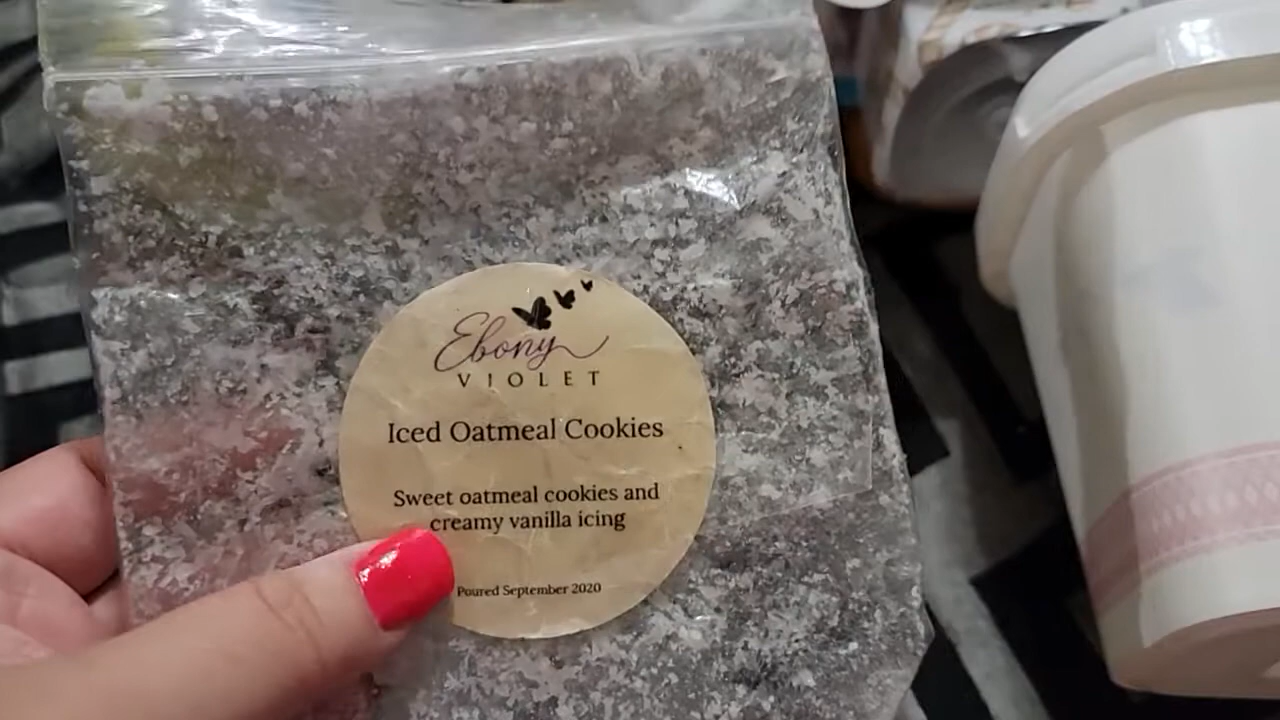 Ebony
VIOLET
Iced Oatmeal Cookies
Sweet oatmeal cookies and
creamy vanilla icing
Poured September 2020